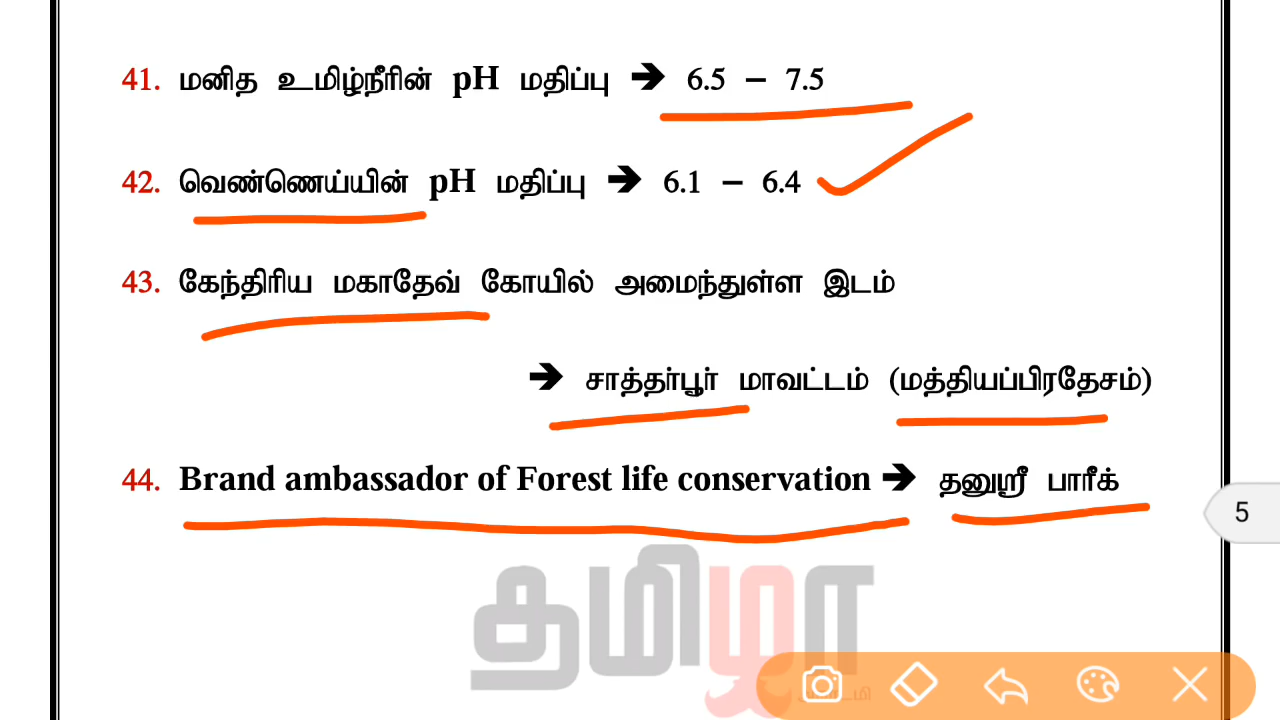 41. மனித உமிழ்நீரின் pH மதிப்பு ➔ 6.5 – 7.5
42. வெண்ணெய்யின் pH மதிப்பு ➔ 6.1 – 6.4
43. கேந்திரிய மகாதேவ் கோயில் அமைந்துள்ள இடம்
➔ சாத்தர்பூர் மாவட்டம் (மத்தியப்பிரதேசம்)
44. Brand ambassador of Forest life conservation ➔ தனுஶ்ரீ பாரீக்
5
தமிழா